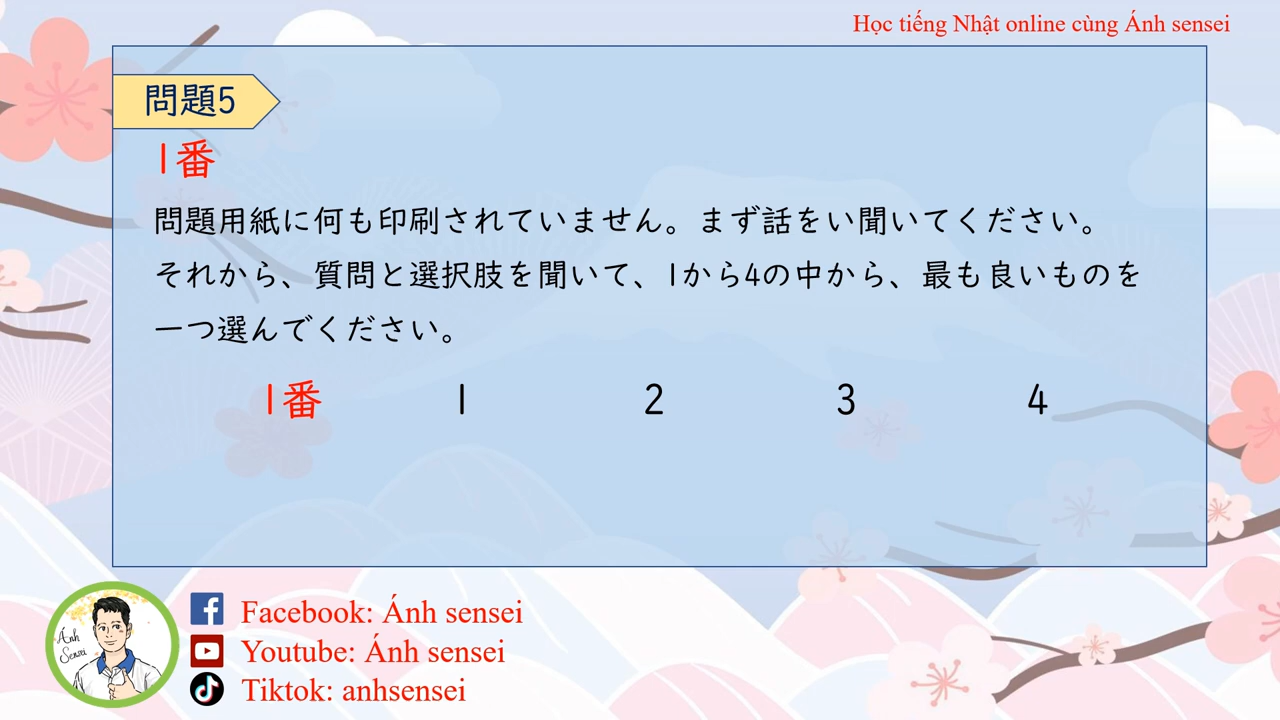 Học tiếng Nhật online cùng Ánh sensei
問題5
1番
問題用紙に何も印刷されていません。まず話をい聞いてください。
それから、質問と選択肢を聞いて、1から4の中から、最も良いものを
一つ選んでください。
1番 1 2 3 4
Ánh Sensei
Facebook: Ánh sensei
Youtube: Ánh sensei
Tiktok: anhsensei